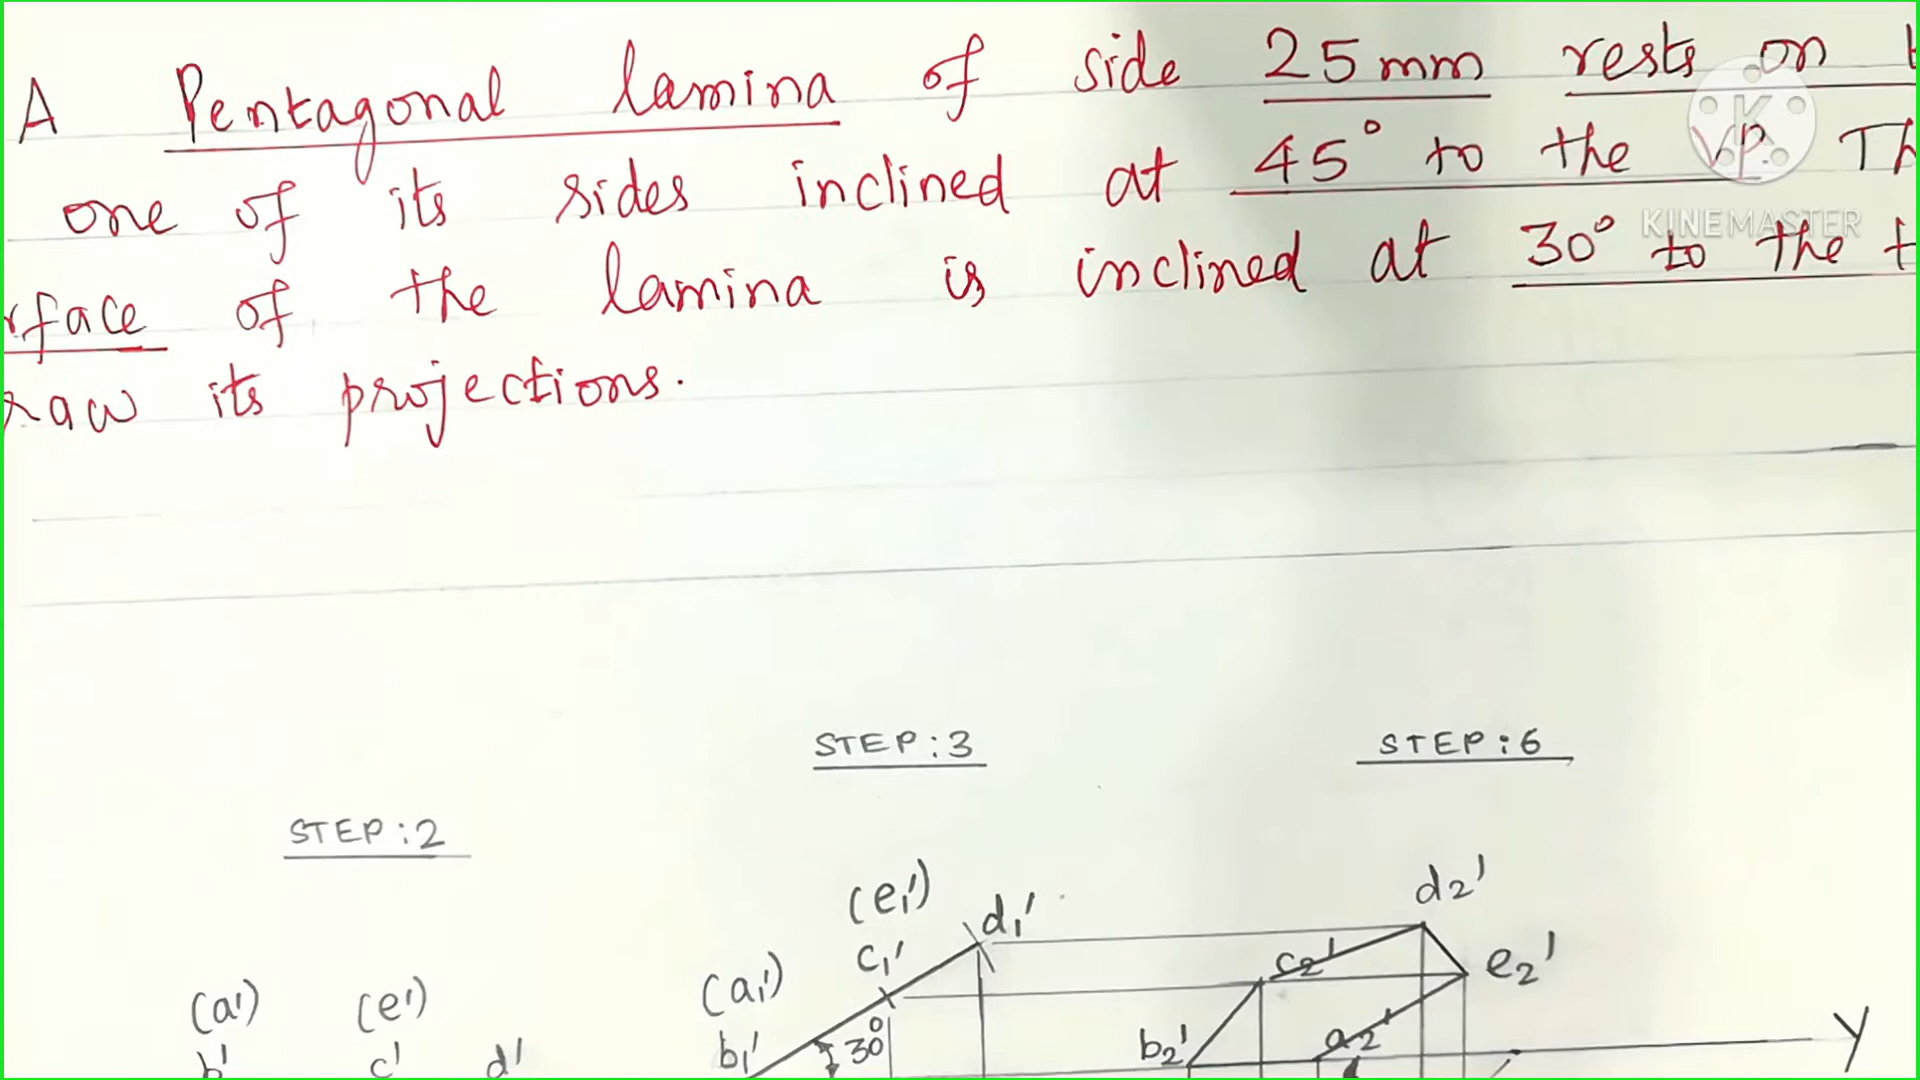 A Pentagonal lamina of side 25mm rests on t
one of its sides inclined at 45° to the VP. Th
rface of the lamina is inclined at 30° to the t
raw its projections.
KINEMASTER
STEP:3
STEP:6
STEP:2
(e1')
d1'
d2'
c1'
c2'
e2'
(a1')
(a')
(e')
b1'
30°
b2'
a2'
Y
b'
c'
d'